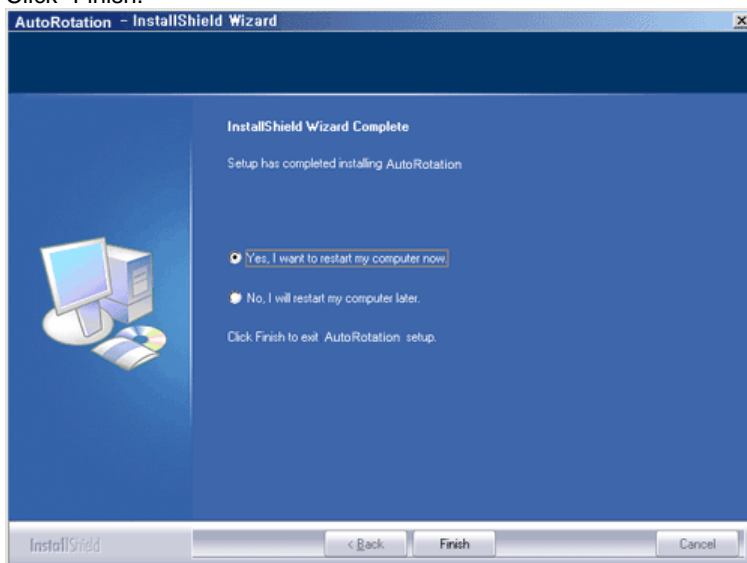 Click "Finish."
AutoRotation - InstallShield Wizard
InstallShield Wizard Complete
Setup has completed installing AutoRotation
Yes, I want to restart my computer now.
No, I will restart my computer later.
Click Finish to exit AutoRotation setup.
InstallShield
< Back
Finish
Cancel